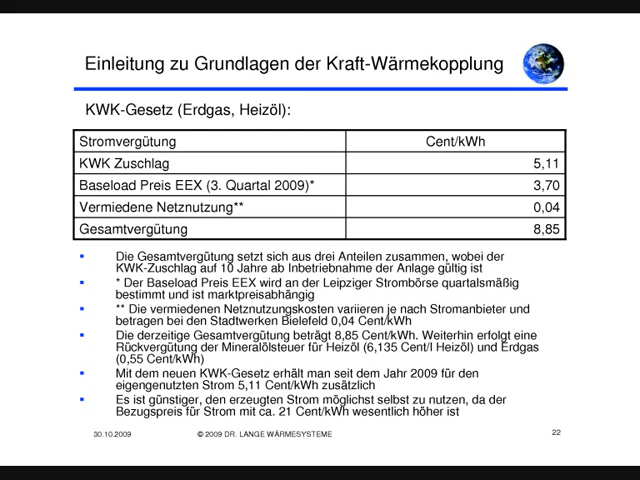 Einleitung zu Grundlagen der Kraft-Wärmekopplung
KWK-Gesetz (Erdgas, Heizöl):
Stromvergütung Cent/kWh
KWK Zuschlag 5,11
Baseload Preis EEX (3. Quartal 2009)* 3,70
Vermiedene Netznutzung** 0,04
Gesamtvergütung 8,85
Die Gesamtvergütung setzt sich aus drei Anteilen zusammen, wobei der
KWK-Zuschlag auf 10 Jahre ab Inbetriebnahme der Anlage gültig ist
* Der Baseload Preis EEX wird an der Leipziger Strombörse quartalsmäßig
bestimmt und ist marktpreisabhängig
** Die vermiedenen Netznutzungskosten variieren je nach Stromanbieter und
betragen bei den Stadtwerken Bielefeld 0,04 Cent/kWh
Die derzeitige Gesamtvergütung beträgt 8,85 Cent/kWh. Weiterhin erfolgt eine
Rückvergütung der Mineralölsteuer für Heizöl (6,135 Cent/l Heizöl) und Erdgas
(0,55 Cent/kWh)
Mit dem neuen KWK-Gesetz erhält man seit dem Jahr 2009 für den
eigengenutzten Strom 5,11 Cent/kWh zusätzlich
Es ist günstiger, den erzeugten Strom möglichst selbst zu nutzen, da der
Bezugspreis für Strom mit ca. 21 Cent/kWh wesentlich höher ist
30.10.2009 © 2009 DR. LANGE WÄRMESYSTEME 22